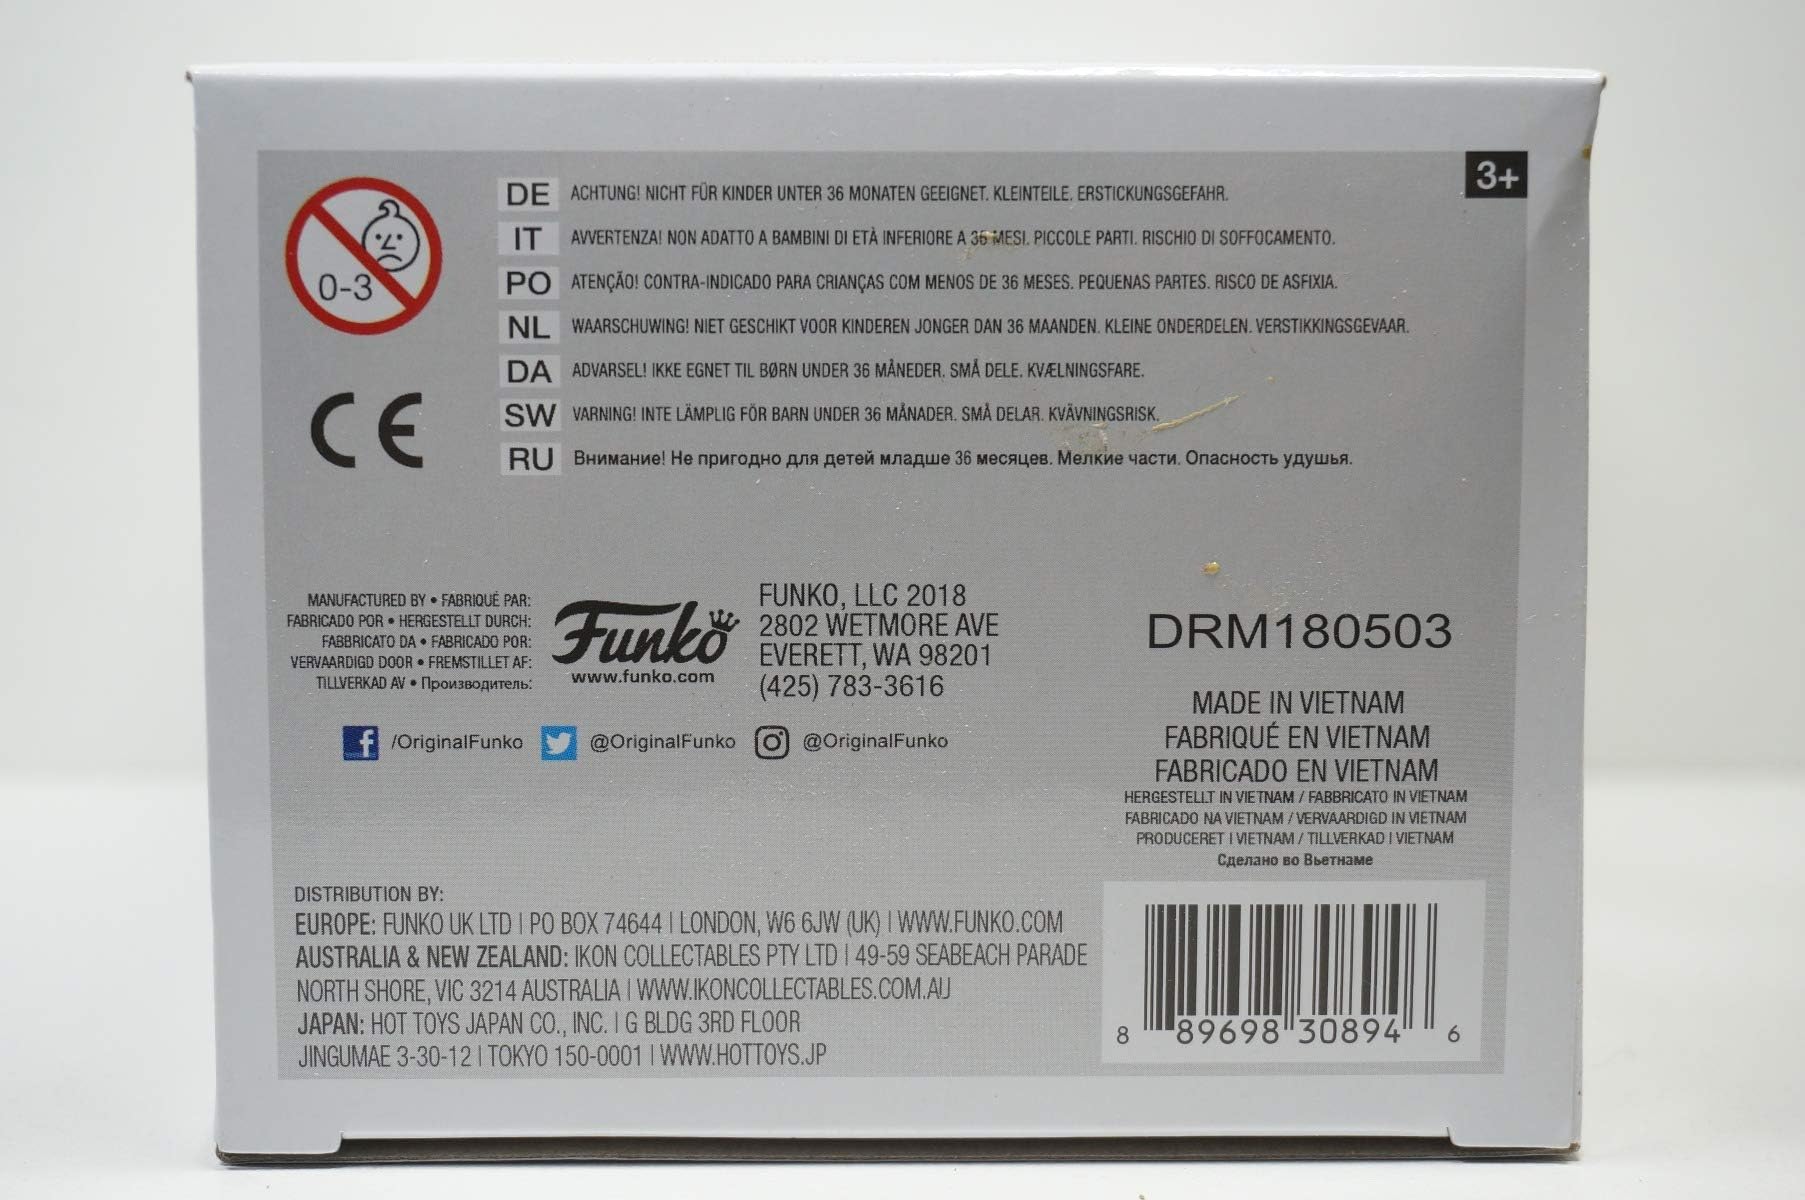 3+
0-3
DE ACHTUNG! NICHT FÜR KINDER UNTER 36 MONATEN GEEIGNET. KLEINTEILE. ERSTICKUNGSGEFAHR.
IT AVVERTENZA! NON ADATTO A BAMBINI DI ETÀ INFERIORE A 36 MESI. PICCOLE PARTI. RISCHIO DI SOFFOCAMENTO.
PO ATENÇÃO! CONTRA-INDICADO PARA CRIANÇAS COM MENOS DE 36 MESES. PEQUENAS PARTES. RISCO DE ASFIXIA.
NL WAARSCHUWING! NIET GESCHIKT VOOR KINDEREN JONGER DAN 36 MAANDEN. KLEINE ONDERDELEN. VERSTIKKINGSGEVAAR.
DA ADVARSEL! IKKE EGNET TIL BØRN UNDER 36 MÅNEDER. SMÅ DELE. KVÆLNINGSFARE.
SW VARNING! INTE LÄMPLIG FÖR BARN UNDER 36 MÅNADER. SMÅ DELAR. KVÄVNINGSRISK.
RU Внимание! Не пригодно для детей младше 36 месяцев. Мелкие части. Опасность удушья.
CE
MANUFACTURED BY • FABRIQUÉ PAR:
FABRICADO POR • HERGESTELLT DURCH:
FABBRICATO DA • FABRICADO POR:
VERVAARDIGD DOOR • FREMSTILLET AF:
TILLVERKAD AV • Производитель:
Funko
www.funko.com
FUNKO, LLC 2018
2802 WETMORE AVE
EVERETT, WA 98201
(425) 783-3616
/OriginalFunko @OriginalFunko @OriginalFunko
DRM180503
MADE IN VIETNAM
FABRIQUÉ EN VIETNAM
FABRICADO EN VIETNAM
HERGESTELLT IN VIETNAM / FABBRICATO IN VIETNAM
FABRICADO NA VIETNAM / VERVAARDIGD IN VIETNAM
PRODUCERET I VIETNAM / TILLVERKAD I VIETNAM
Сделано во Вьетнаме
DISTRIBUTION BY:
EUROPE: FUNKO UK LTD | PO BOX 74644 | LONDON, W6 6JW (UK) | WWW.FUNKO.COM
AUSTRALIA & NEW ZEALAND: IKON COLLECTABLES PTY LTD | 49-59 SEABEACH PARADE
NORTH SHORE, VIC 3214 AUSTRALIA | WWW.IKONCOLLECTABLES.COM.AU
JAPAN: HOT TOYS JAPAN CO., INC. | G BLDG 3RD FLOOR
JINGUMAE 3-30-12 | TOKYO 150-0001 | WWW.HOTTOYS.JP
8 89698 30894 6